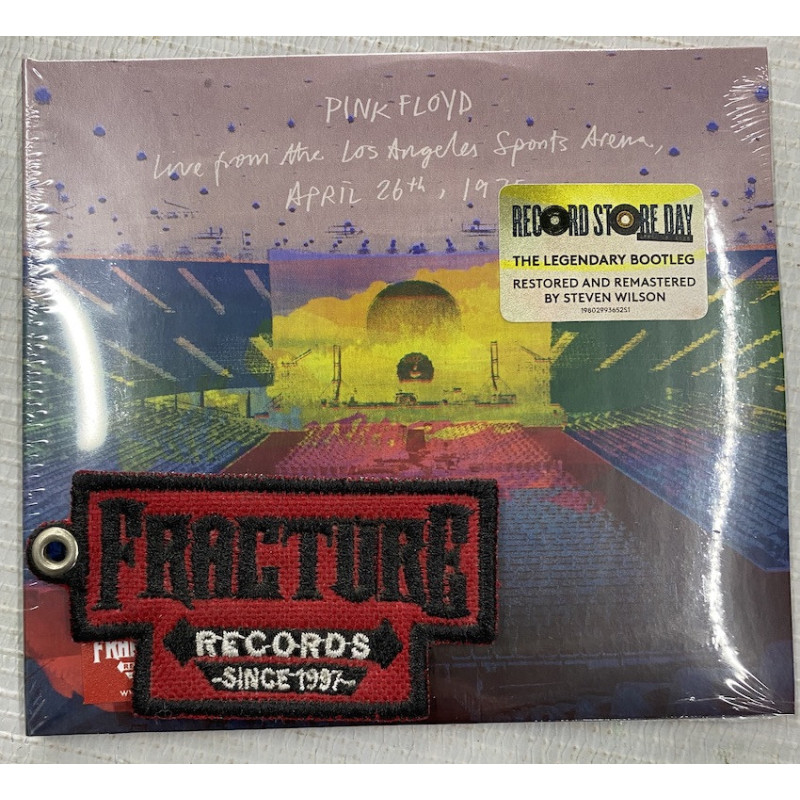 PINK FLOYD
Live from the Los Angeles Sports Arena,
APRIL 26th, 197
RECORD STORE DAY
THE LEGENDARY BOOTLEG
RESTORED AND REMASTERED
BY STEVEN WILSON
19802993652S1
FRACTURE
RECORDS
-SINCE 1997-